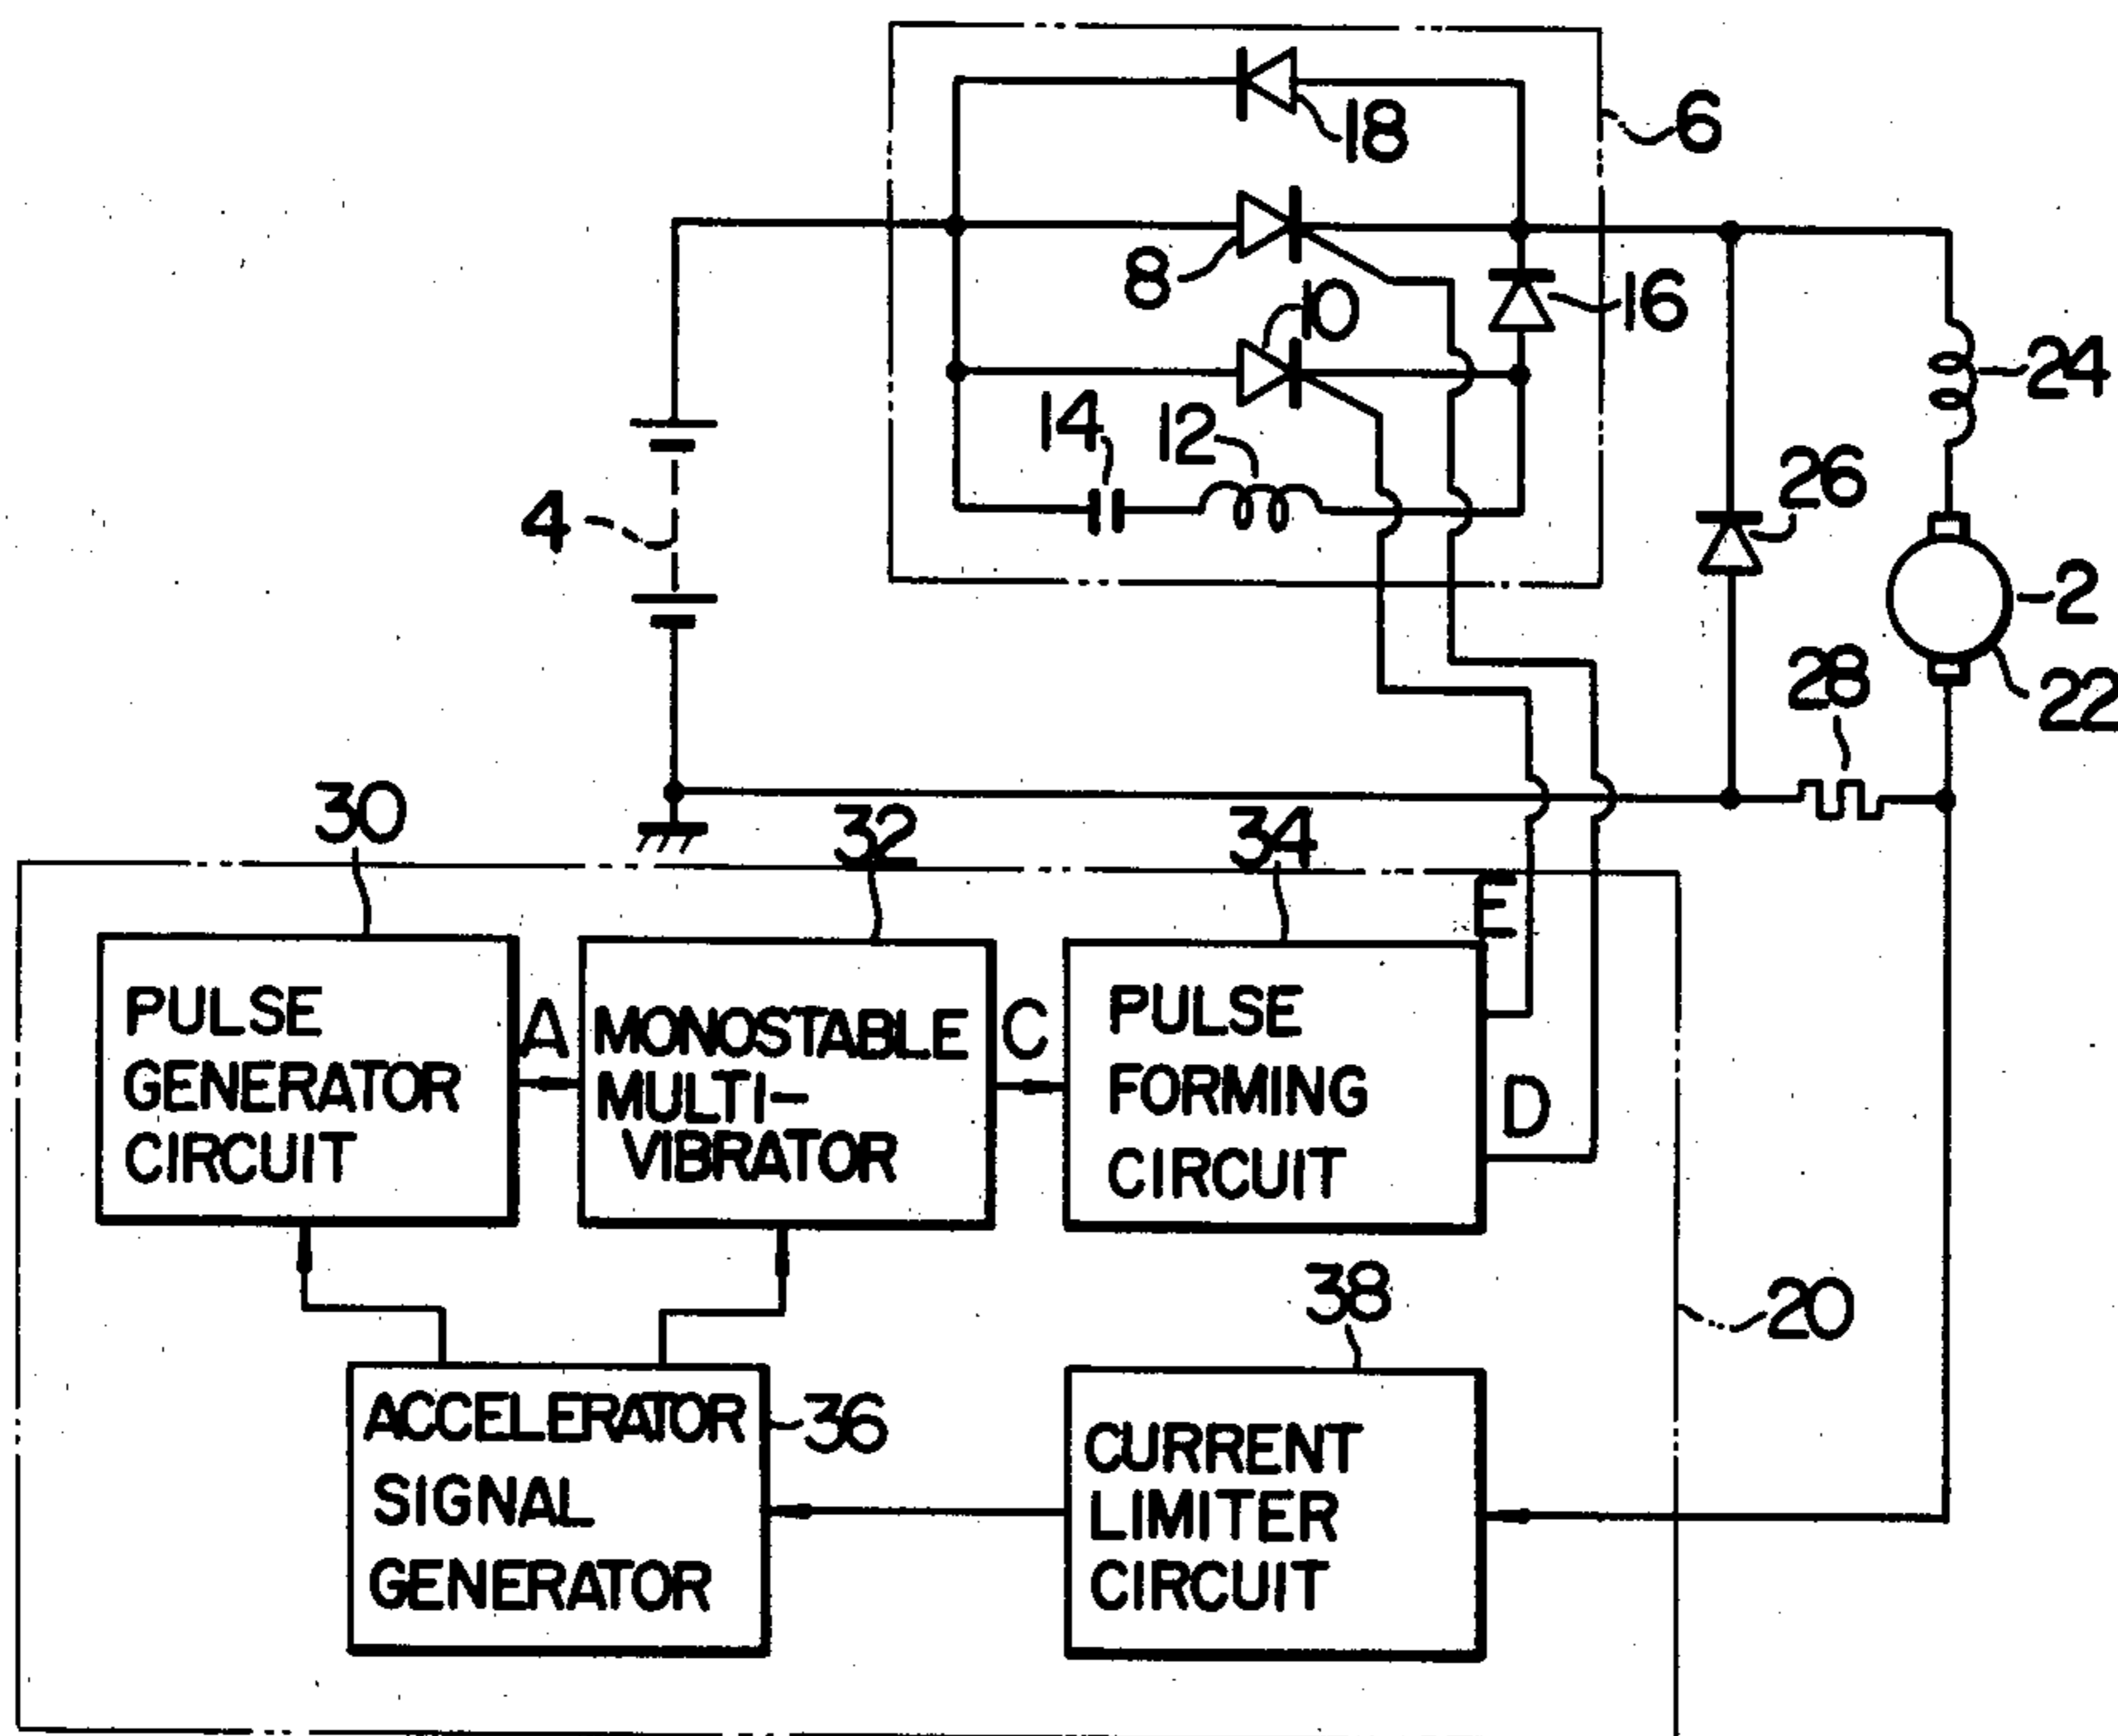 18
6
8
10
16
24
14
12
4
26
2
28
22
30
32
34
E
PULSE
GENERATOR
CIRCUIT
A
MONOSTABLE
MULTI-
VIBRATOR
C
PULSE
FORMING
CIRCUIT
D
38
20
ACCELERATOR
SIGNAL
GENERATOR
36
CURRENT
LIMITER
CIRCUIT